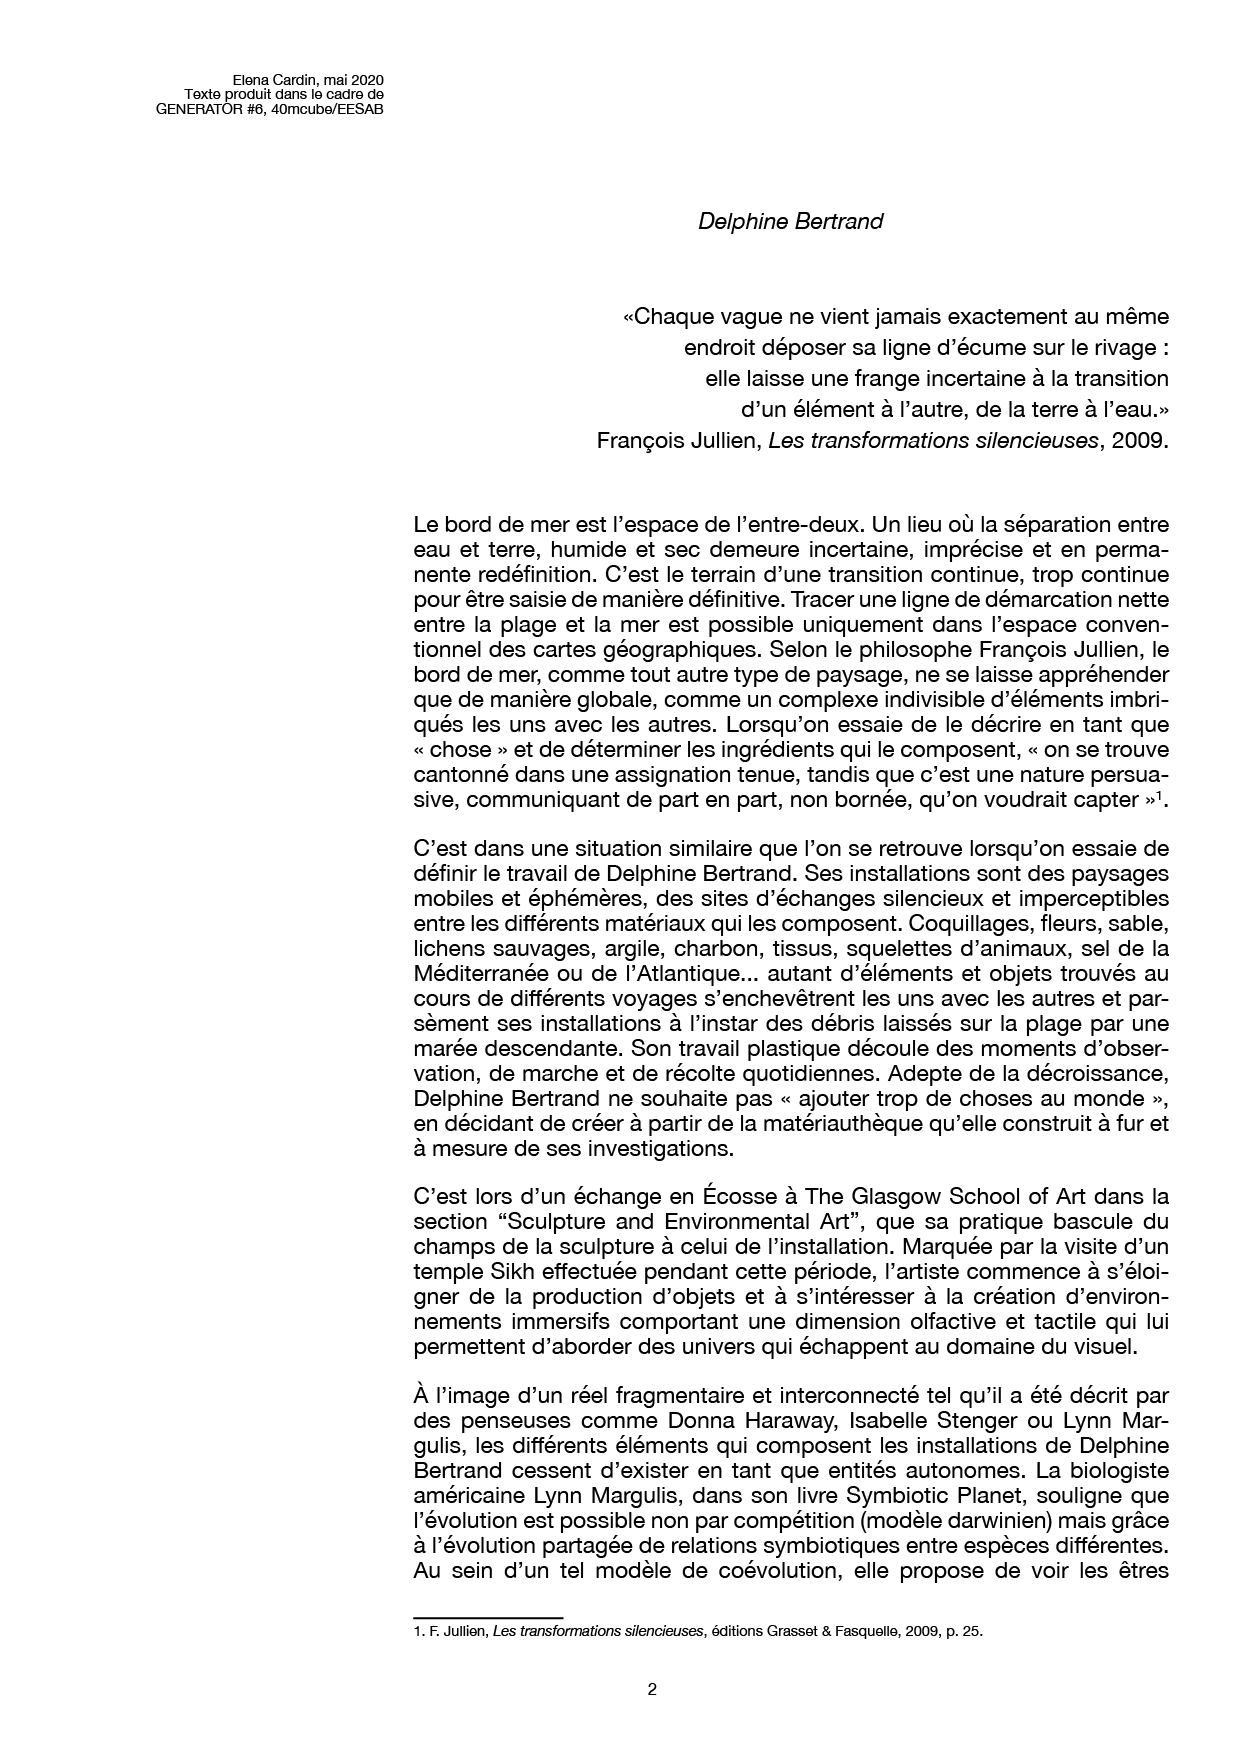 Elena Cardin, mai 2020
Texte produit dans le cadre de
GENERATOR #6, 40mcube/EESAB
Delphine Bertrand
«Chaque vague ne vient jamais exactement au même
endroit déposer sa ligne d’écume sur le rivage :
elle laisse une frange incertaine à la transition
d’un élément à l’autre, de la terre à l’eau.»
François Jullien, Les transformations silencieuses, 2009.
Le bord de mer est l’espace de l’entre-deux. Un lieu où la séparation entre
eau et terre, humide et sec demeure incertaine, imprécise et en perma-
nente redéfinition. C’est le terrain d’une transition continue, trop continue
pour être saisie de manière définitive. Tracer une ligne de démarcation nette
entre la plage et la mer est possible uniquement dans l’espace conven-
tionnel des cartes géographiques. Selon le philosophe François Jullien, le
bord de mer, comme tout autre type de paysage, ne se laisse appréhender
que de manière globale, comme un complexe indivisible d’éléments imbri-
qués les uns avec les autres. Lorsqu’on essaie de le décrire en tant que
« chose » et de déterminer les ingrédients qui le composent, « on se trouve
cantonné dans une assignation tenue, tandis que c’est une nature persua-
sive, communiquant de part en part, non bornée, qu’on voudrait capter »¹.
C’est dans une situation similaire que l’on se retrouve lorsqu’on essaie de
définir le travail de Delphine Bertrand. Ses installations sont des paysages
mobiles et éphémères, des sites d’échanges silencieux et imperceptibles
entre les différents matériaux qui les composent. Coquillages, fleurs, sable,
lichens sauvages, argile, charbon, tissus, squelettes d’animaux, sel de la
Méditerranée ou de l’Atlantique... autant d’éléments et objets trouvés au
cours de différents voyages s’enchevêtrent les uns avec les autres et par-
sèment ses installations à l’instar des débris laissés sur la plage par une
marée descendante. Son travail plastique découle des moments d’obser-
vation, de marche et de récolte quotidiennes. Adepte de la décroissance,
Delphine Bertrand ne souhaite pas « ajouter trop de choses au monde »,
en décidant de créer à partir de la matériauthèque qu’elle construit à fur et
à mesure de ses investigations.
C’est lors d’un échange en Écosse à The Glasgow School of Art dans la
section “Sculpture and Environmental Art”, que sa pratique bascule du
champs de la sculpture à celui de l’installation. Marquée par la visite d’un
temple Sikh effectuée pendant cette période, l’artiste commence à s’éloi-
gner de la production d’objets et à s’intéresser à la création d’environ-
nements immersifs comportant une dimension olfactive et tactile qui lui
permettent d’aborder des univers qui échappent au domaine du visuel.
À l’image d’un réel fragmentaire et interconnecté tel qu’il a été décrit par
des penseuses comme Donna Haraway, Isabelle Stenger ou Lynn Mar-
gulis, les différents éléments qui composent les installations de Delphine
Bertrand cessent d’exister en tant que entités autonomes. La biologiste
américaine Lynn Margulis, dans son livre Symbiotic Planet, souligne que
l’évolution est possible non par compétition (modèle darwinien) mais grâce
à l’évolution partagée de relations symbiotiques entre espèces différentes.
Au sein d’un tel modèle de coévolution, elle propose de voir les êtres
1. F. Jullien, Les transformations silencieuses, éditions Grasset & Fasquelle, 2009, p. 25.
2